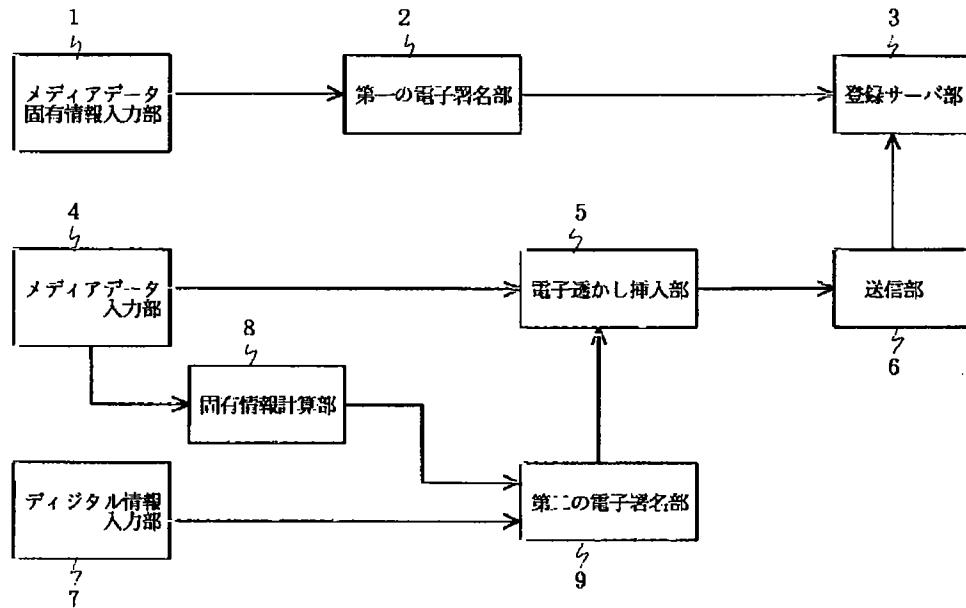 1
2
3
メディアデータ
固有情報入力部
第一の電子署名部
登録サーバ部
4
5
メディアデータ
入力部
電子透かし挿入部
送信部
8
6
固有情報計算部
ディジタル情報
入力部
第二の電子署名部
7
9